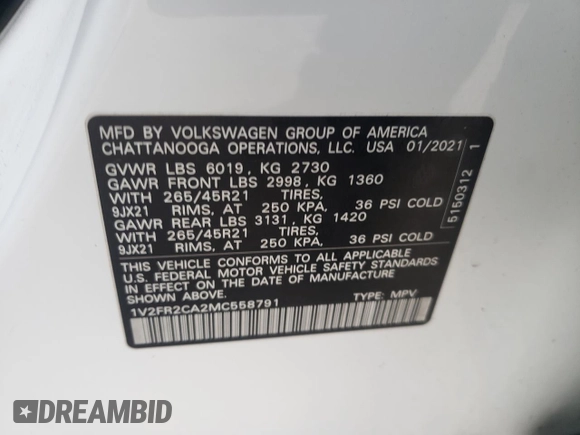 MFD BY VOLKSWAGEN GROUP OF AMERICA
CHATTANOOGA OPERATIONS, LLC. USA 01/2021
GVWR LBS 6019, KG 2730
GAWR FRONT LBS 2998, KG 1360
WITH 265/45R21 TIRES,
9JX21 RIMS, AT 250 KPA, 36 PSI COLD
GAWR REAR LBS 3131, KG 1420
WITH 265/45R21 TIRES,
9JX21 RIMS, AT 250 KPA, 36 PSI COLD
THIS VEHICLE CONFORMS TO ALL APPLICABLE
U.S. FEDERAL MOTOR VEHICLE SAFETY STANDARDS
IN EFFECT ON THE DATE OF MANUFACTURE
SHOWN ABOVE.
1V2FR2CA2MC558791 TYPE: MPV
5150312 1
DREAMBID